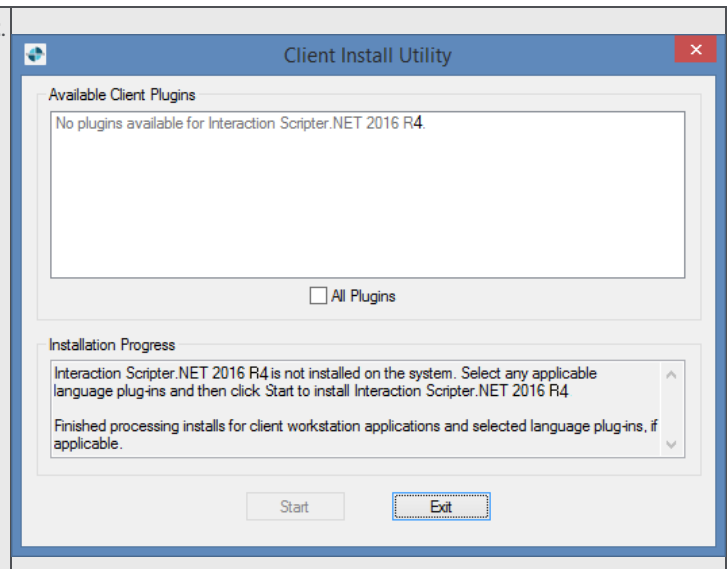 Client Install Utility
Available Client Plugins
No plugins available for Interaction Scripter.NET 2016 R4.
All Plugins
Installation Progress
Interaction Scripter.NET 2016 R4 is not installed on the system. Select any applicable
language plug-ins and then click Start to install Interaction Scripter.NET 2016 R4
Finished processing installs for client workstation applications and selected language plug-ins, if
applicable.
Start
Exit